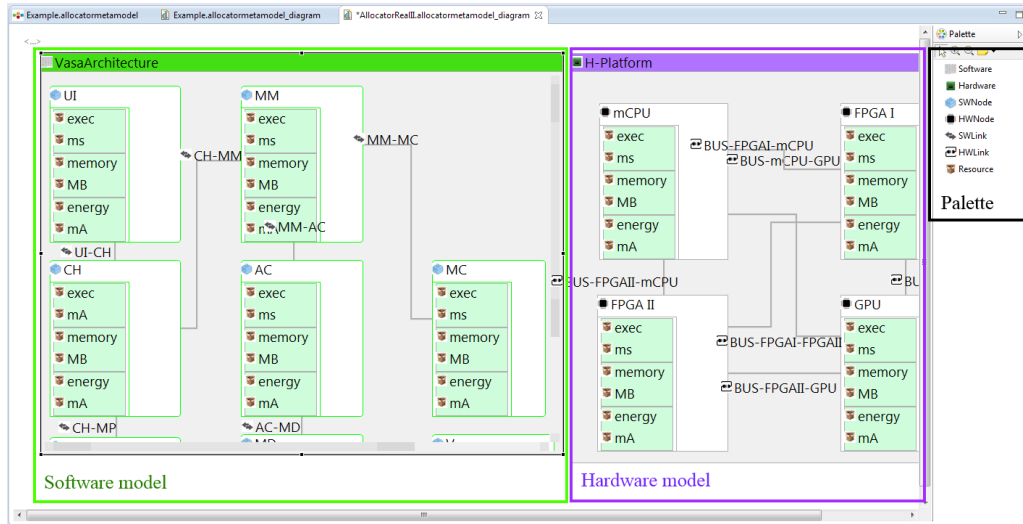 Example.allocatormetamodel
Example.allocatormetamodel_diagram
*AllocatorRealII.allocatormetamodel_diagram
<...>
VasaArchitecture
UI
exec
ms
memory
MB
energy
mA
CH-MM
MM
exec
ms
memory
MB
energy
MM-AC
MM-MC
UI-CH
CH
exec
mA
memory
MB
energy
mA
AC
exec
ms
memory
MB
energy
mA
MC
exec
ms
memory
MB
energy
mA
CH-MP
AC-MD
Software model
H-Platform
mCPU
exec
ms
memory
MB
energy
mA
BUS-FPGAI-mCPU
BUS-mCPU-GPU
FPGA I
exec
ms
memory
MB
energy
mA
BUS-FPGAII-mCPU
BU
FPGA II
exec
ms
memory
MB
energy
mA
BUS-FPGAI-FPGAII
BUS-FPGAII-GPU
GPU
exec
ms
memory
MB
energy
mA
Hardware model
Palette
Software
Hardware
SWNode
HWNode
SWLink
HWLink
Resource
Palette